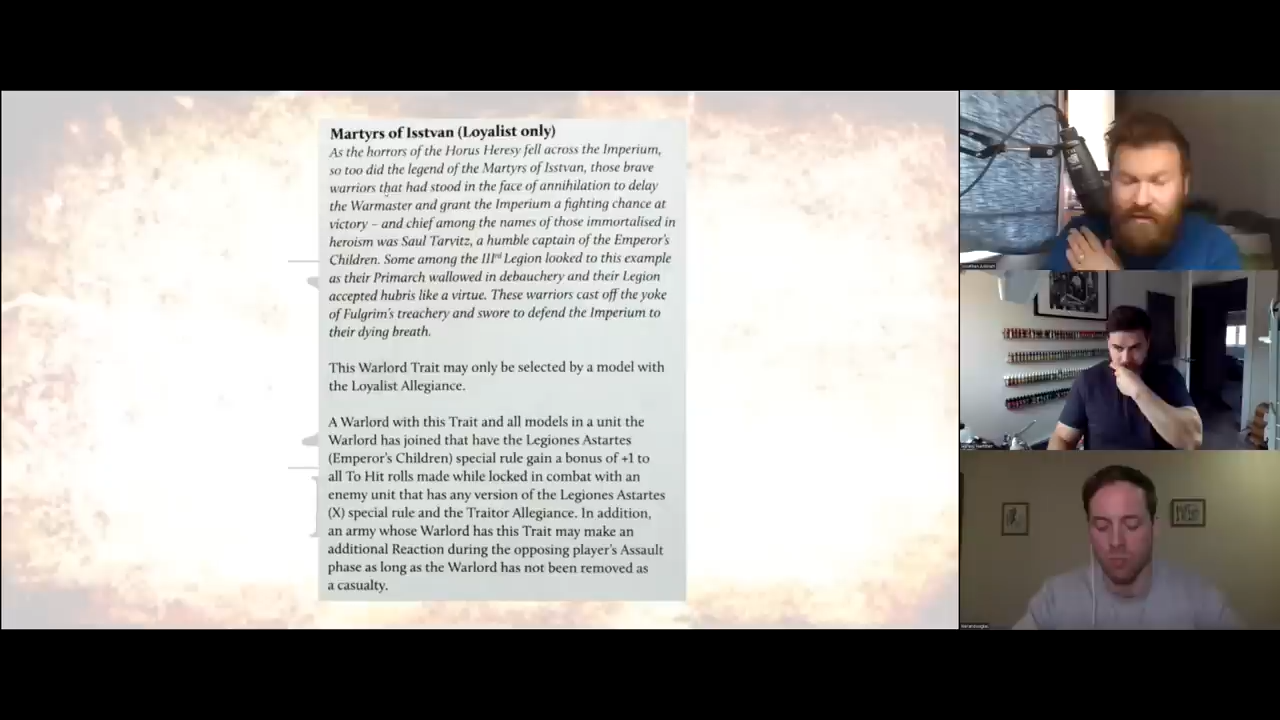 Martyrs of Isstvan (Loyalist only)
As the horrors of the Horus Heresy fell across the Imperium,
so too did the legend of the Martyrs of Isstvan, those brave
warriors that had stood in the face of annihilation to delay
the Warmaster and grant the Imperium a fighting chance at
victory – and chief among the names of those immortalised in
heroism was Saul Tarvitz, a humble captain of the Emperor's
Children. Some among the IIIrd Legion looked to this example
as their Primarch wallowed in debauchery and their Legion
accepted hubris like a virtue. These warriors cast off the yoke
of Fulgrim's treachery and swore to defend the Imperium to
their dying breath.
This Warlord Trait may only be selected by a model with
the Loyalist Allegiance.
A Warlord with this Trait and all models in a unit the
Warlord has joined that have the Legiones Astartes
(Emperor's Children) special rule gain a bonus of +1 to
all To Hit rolls made while locked in combat with an
enemy unit that has any version of the Legiones Astartes
(X) special rule and the Traitor Allegiance. In addition,
an army whose Warlord has this Trait may make an
additional Reaction during the opposing player's Assault
phase as long as the Warlord has not been removed as
a casualty.